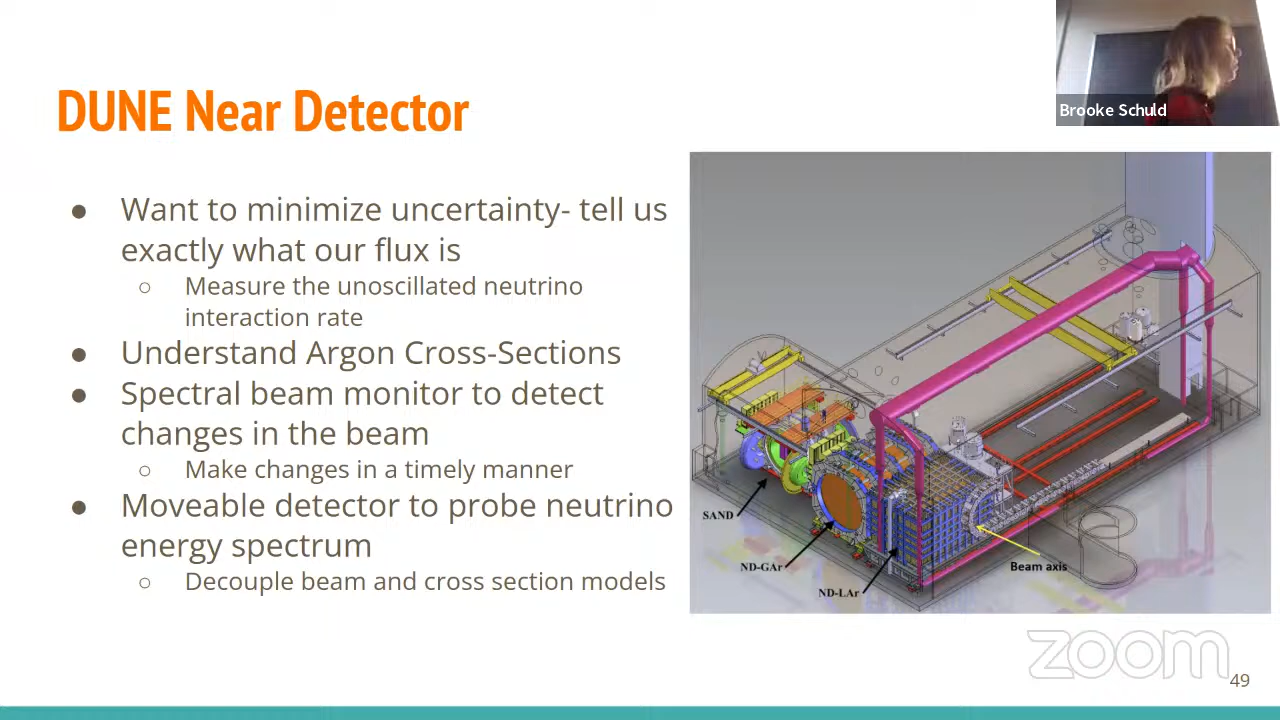 Brooke Schuld
DUNE Near Detector
● Want to minimize uncertainty- tell us
exactly what our flux is
○ Measure the unoscillated neutrino
interaction rate
● Understand Argon Cross-Sections
● Spectral beam monitor to detect
changes in the beam
○ Make changes in a timely manner
● Moveable detector to probe neutrino
energy spectrum
○ Decouple beam and cross section models
SAND
ND-GAr
ND-LAr
Beam axis
zoom
49